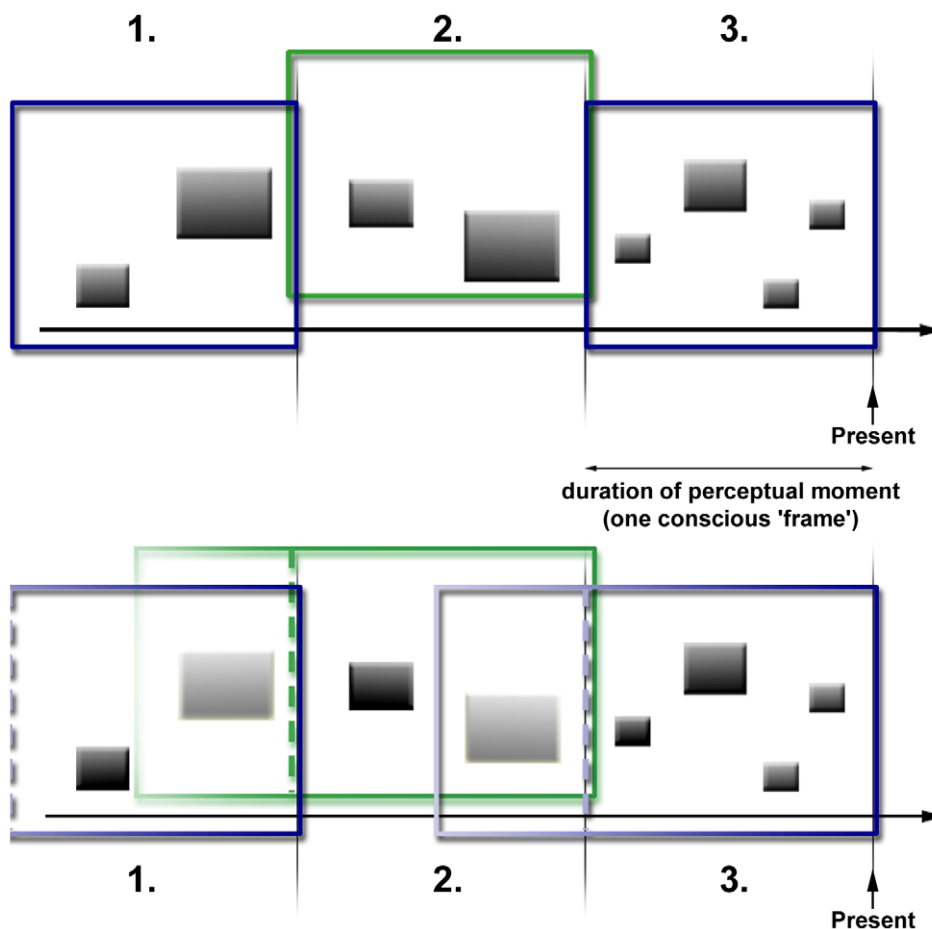 1.
2.
3.
Present
duration of perceptual moment
(one conscious 'frame')
1.
2.
3.
Present